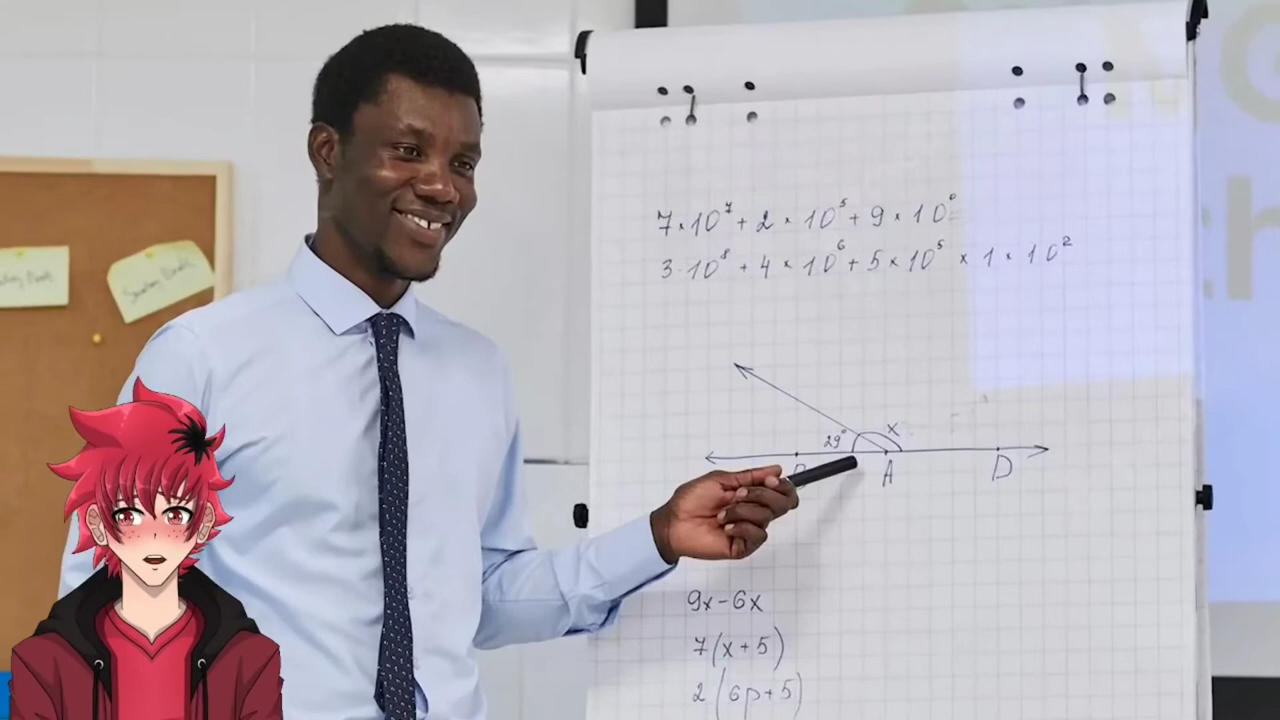 7×10⁷+2×10⁵+9×10⁰
3·10⁸+4×10⁶+5×10⁵×1×10²
29° x
A D
9x-6x
7(x+5)
2(6p+5)